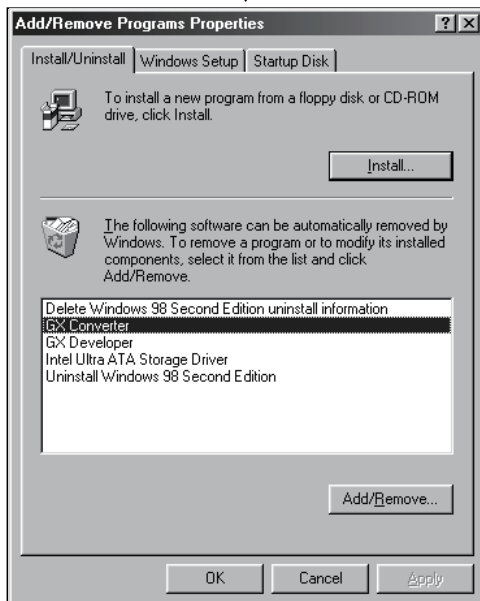 Add/Remove Programs Properties
Install/Uninstall Windows Setup Startup Disk
To install a new program from a floppy disk or CD-ROM
drive, click Install.
Install...
The following software can be automatically removed by
Windows. To remove a program or to modify its installed
components, select it from the list and click
Add/Remove.
Delete Windows 98 Second Edition uninstall information
GX Converter
GX Developer
Intel Ultra ATA Storage Driver
Uninstall Windows 98 Second Edition
Add/Remove...
OK Cancel Apply